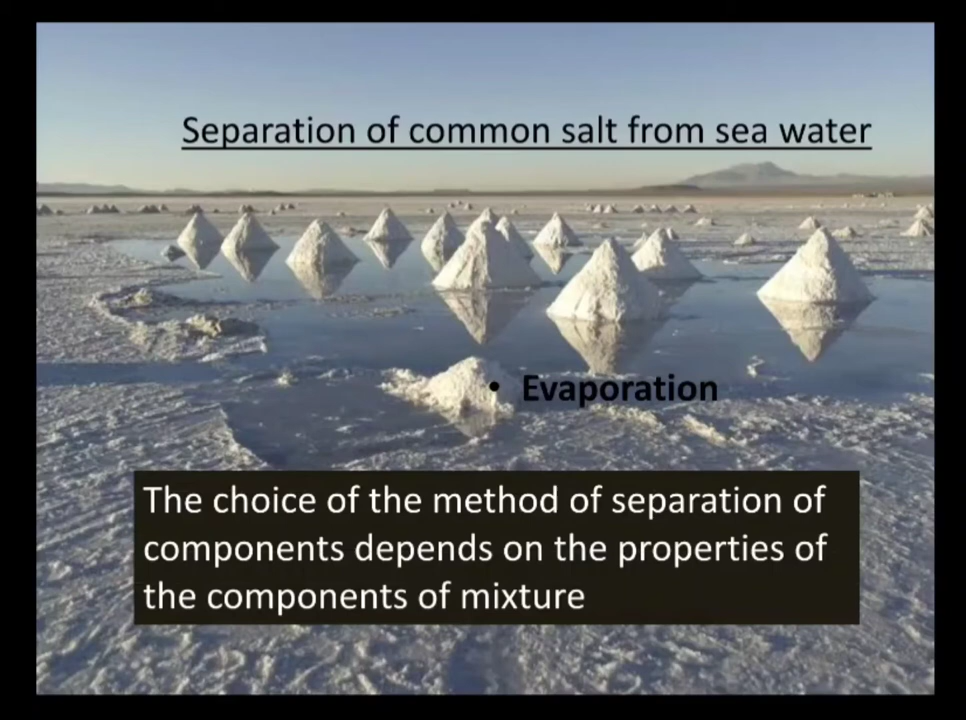 Separation of common salt from sea water
• Evaporation
The choice of the method of separation of
components depends on the properties of
the components of mixture